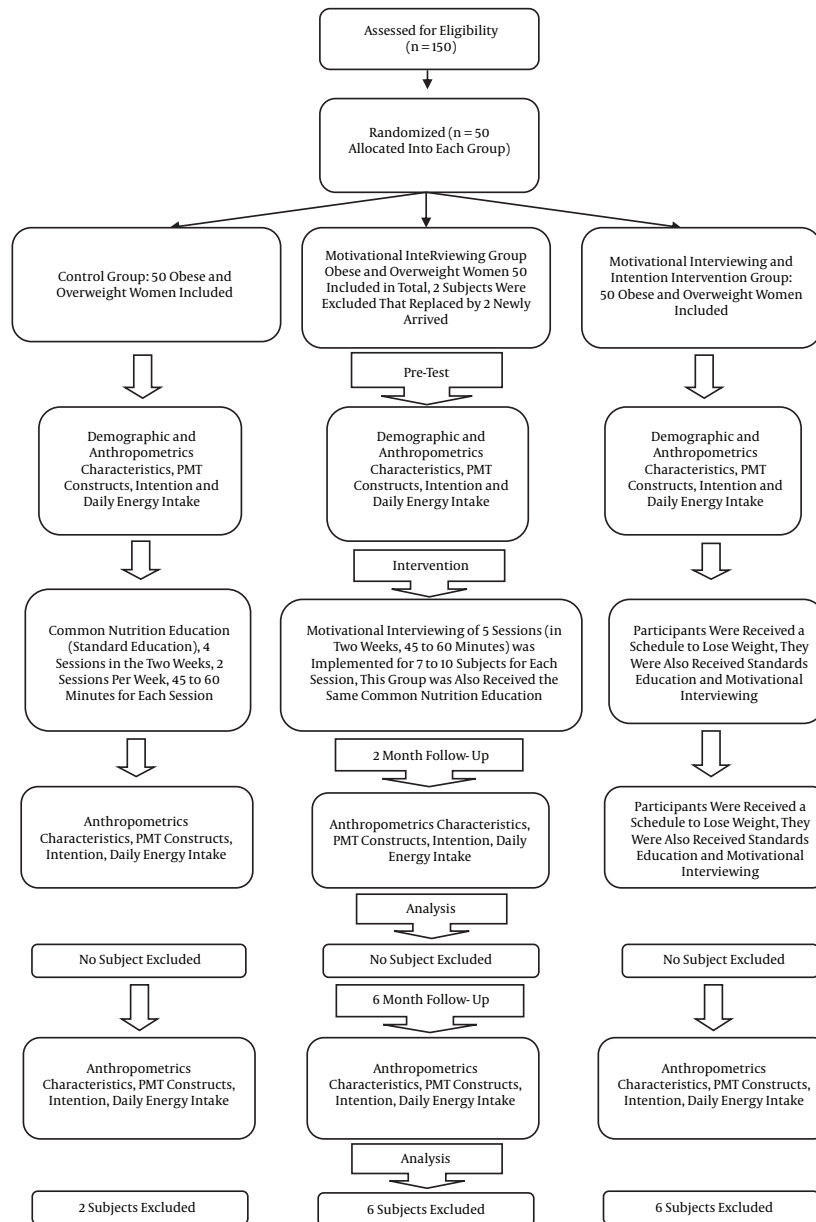 Assessed for Eligibility
(n = 150)
Randomized (n = 50
Allocated Into Each Group)
Control Group: 50 Obese and
Overweight Women Included
Motivational InteRviewing Group
Obese and Overweight Women 50
Included in Total, 2 Subjects Were
Excluded That Replaced by 2 Newly
Arrived
Motivational Interviewing and
Intention Intervention Group:
50 Obese and Overweight Women
Included
Pre-Test
Demographic and
Anthropometrics
Characteristics, PMT
Constructs, Intention and
Daily Energy Intake
Demographic and
Anthropometrics
Characteristics, PMT
Constructs, Intention and
Daily Energy Intake
Demographic and
Anthropometrics
Characteristics, PMT
Constructs, Intention and
Daily Energy Intake
Intervention
Common Nutrition Education
(Standard Education), 4
Sessions in the Two Weeks, 2
Sessions Per Week, 45 to 60
Minutes for Each Session
Motivational Interviewing of 5 Sessions (in
Two Weeks, 45 to 60 Minutes) was
Implemented for 7 to 10 Subjects for Each
Session, This Group was Also Received the
Same Common Nutrition Education
Participants Were Received a
Schedule to Lose Weight, They
Were Also Received Standards
Education and Motivational
Interviewing
2 Month Follow- Up
Anthropometrics
Characteristics, PMT Constructs,
Intention, Daily Energy Intake
Anthropometrics Characteristics,
PMT Constructs, Intention, Daily
Energy Intake
Participants Were Received a
Schedule to Lose Weight, They
Were Also Received Standards
Education and Motivational
Interviewing
Analysis
No Subject Excluded
No Subject Excluded
No Subject Excluded
6 Month Follow-Up
Anthropometrics
Characteristics, PMT Constructs,
Intention, Daily Energy Intake
Anthropometrics
Characteristics, PMT Constructs,
Intention, Daily Energy Intake
Anthropometrics
Characteristics, PMT Constructs,
Intention, Daily Energy Intake
Analysis
2 Subjects Excluded
6 Subjects Excluded
6 Subjects Excluded